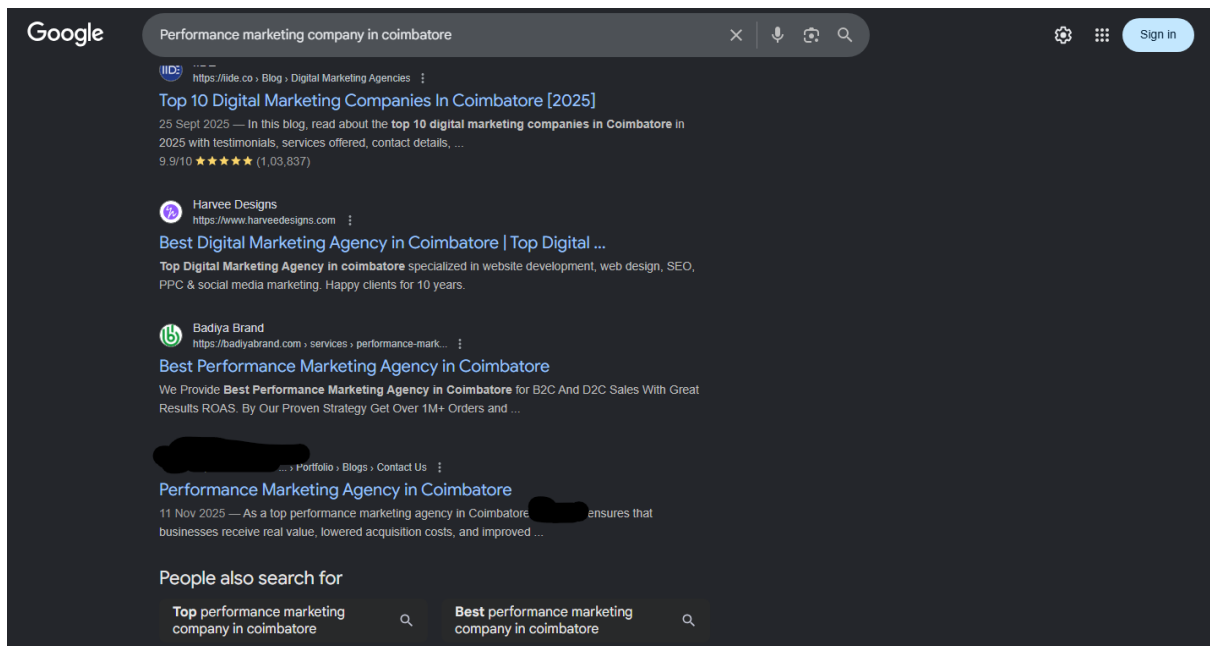 Google
Performance marketing company in coimbatore
Sign in
https://iide.co › Blog › Digital Marketing Agencies
Top 10 Digital Marketing Companies In Coimbatore [2025]
25 Sept 2025 — In this blog, read about the top 10 digital marketing companies in Coimbatore in
2025 with testimonials, services offered, contact details, ...
9.9/10 ★★★★★ (1,03,837)
Harvee Designs
https://www.harveedesigns.com
Best Digital Marketing Agency in Coimbatore | Top Digital ...
Top Digital Marketing Agency in coimbatore specialized in website development, web design, SEO,
PPC & social media marketing. Happy clients for 10 years.
Badiya Brand
https://badiyabrand.com › services › performance-mark...
Best Performance Marketing Agency in Coimbatore
We Provide Best Performance Marketing Agency in Coimbatore for B2C And D2C Sales With Great
Results ROAS. By Our Proven Strategy Get Over 1M+ Orders and ...
... › Portfolio › Blogs › Contact Us
Performance Marketing Agency in Coimbatore
11 Nov 2025 — As a top performance marketing agency in Coimbatore ensures that
businesses receive real value, lowered acquisition costs, and improved ...
People also search for
Top performance marketing
company in coimbatore
Best performance marketing
company in coimbatore